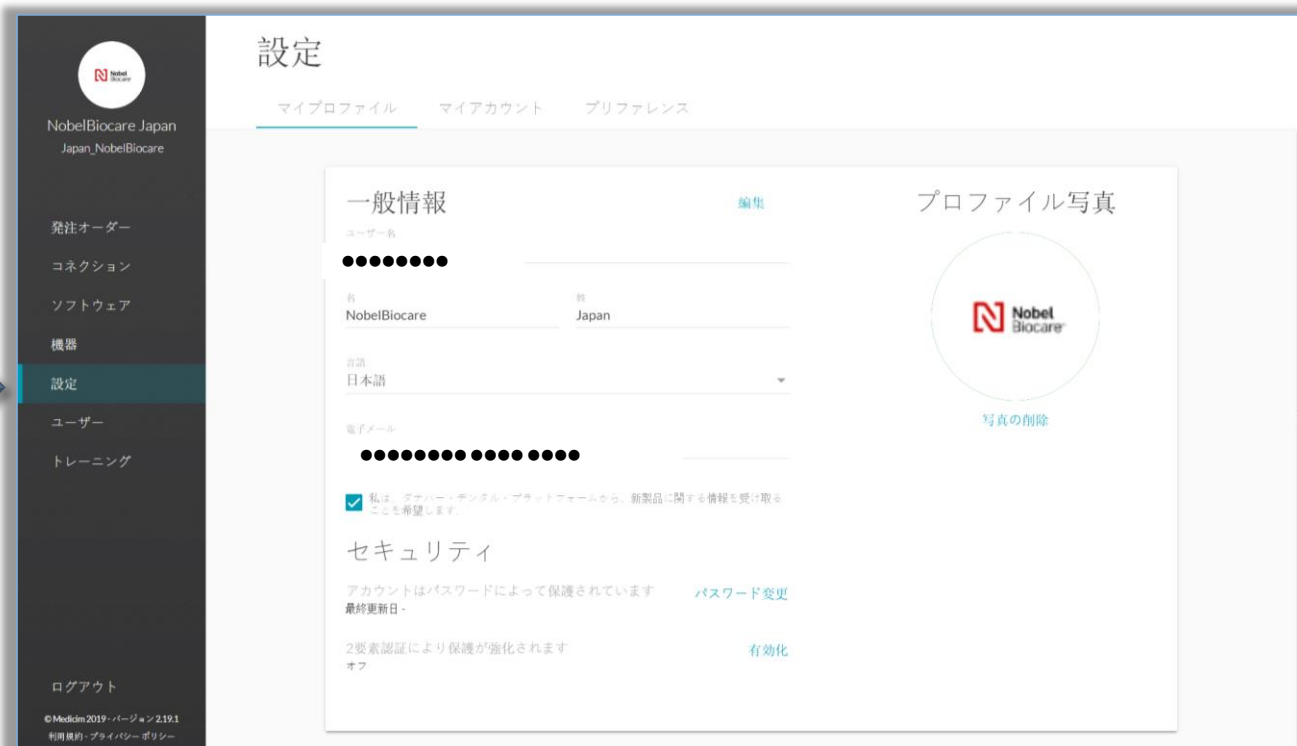 Nobel
Biocare
NobelBiocare Japan
Japan_NobelBiocare
発注オーダー
コネクション
ソフトウェア
機器
設定
ユーザー
トレーニング
ログアウト
© Medicim 2019 - バージョン 2.19.1
利用規約 - プライバシー ポリシー
設定
マイプロファイル マイアカウント プリファレンス
一般情報 編集
ユーザー名
●●●●●●●●
名 姓
NobelBiocare Japan
言語
日本語
電子メール
●●●●●●●● ●●●● ●●●●
私は、ダナハー・デンタル・プラットフォームから、新製品に関する情報を受け取る
ことを希望します.
セキュリティ
アカウントはパスワードによって保護されています パスワード変更
最終更新日 -
2要素認証により保護が強化されます 有効化
オフ
プロファイル写真
Nobel
Biocare
写真の削除